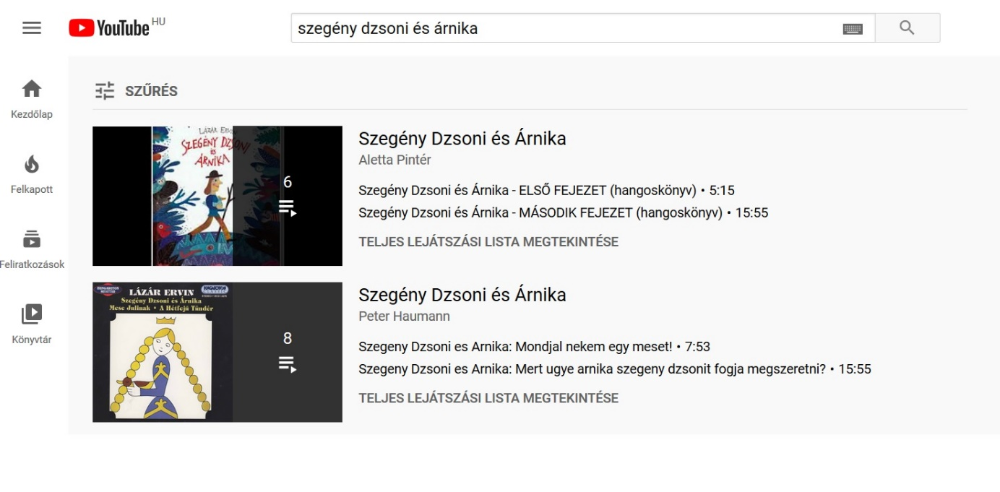 YouTube HU
szegény dzsoni és árnika
Kezdőlap
Felkapott
Feliratkozások
Könyvtár
SZŰRÉS
LÁZÁR ERVIN
SZEGÉNY DZSONI
és
ÁRNIKA
6
Szegény Dzsoni és Árnika
Aletta Pintér
Szegény Dzsoni és Árnika - ELSŐ FEJEZET (hangoskönyv) • 5:15
Szegény Dzsoni és Árnika - MÁSODIK FEJEZET (hangoskönyv) • 15:55
TELJES LEJÁTSZÁSI LISTA MEGTEKINTÉSE
LÁZÁR ERVIN
Szegény Dzsoni és Árnika
Mese Julinak • A Hétfejű Tündér
8
Szegény Dzsoni és Árnika
Peter Haumann
Szegeny Dzsoni es Arnika: Mondjal nekem egy meset! • 7:53
Szegeny Dzsoni es Arnika: Mert ugye arnika szegeny dzsonit fogja megszeretni? • 15:55
TELJES LEJÁTSZÁSI LISTA MEGTEKINTÉSE